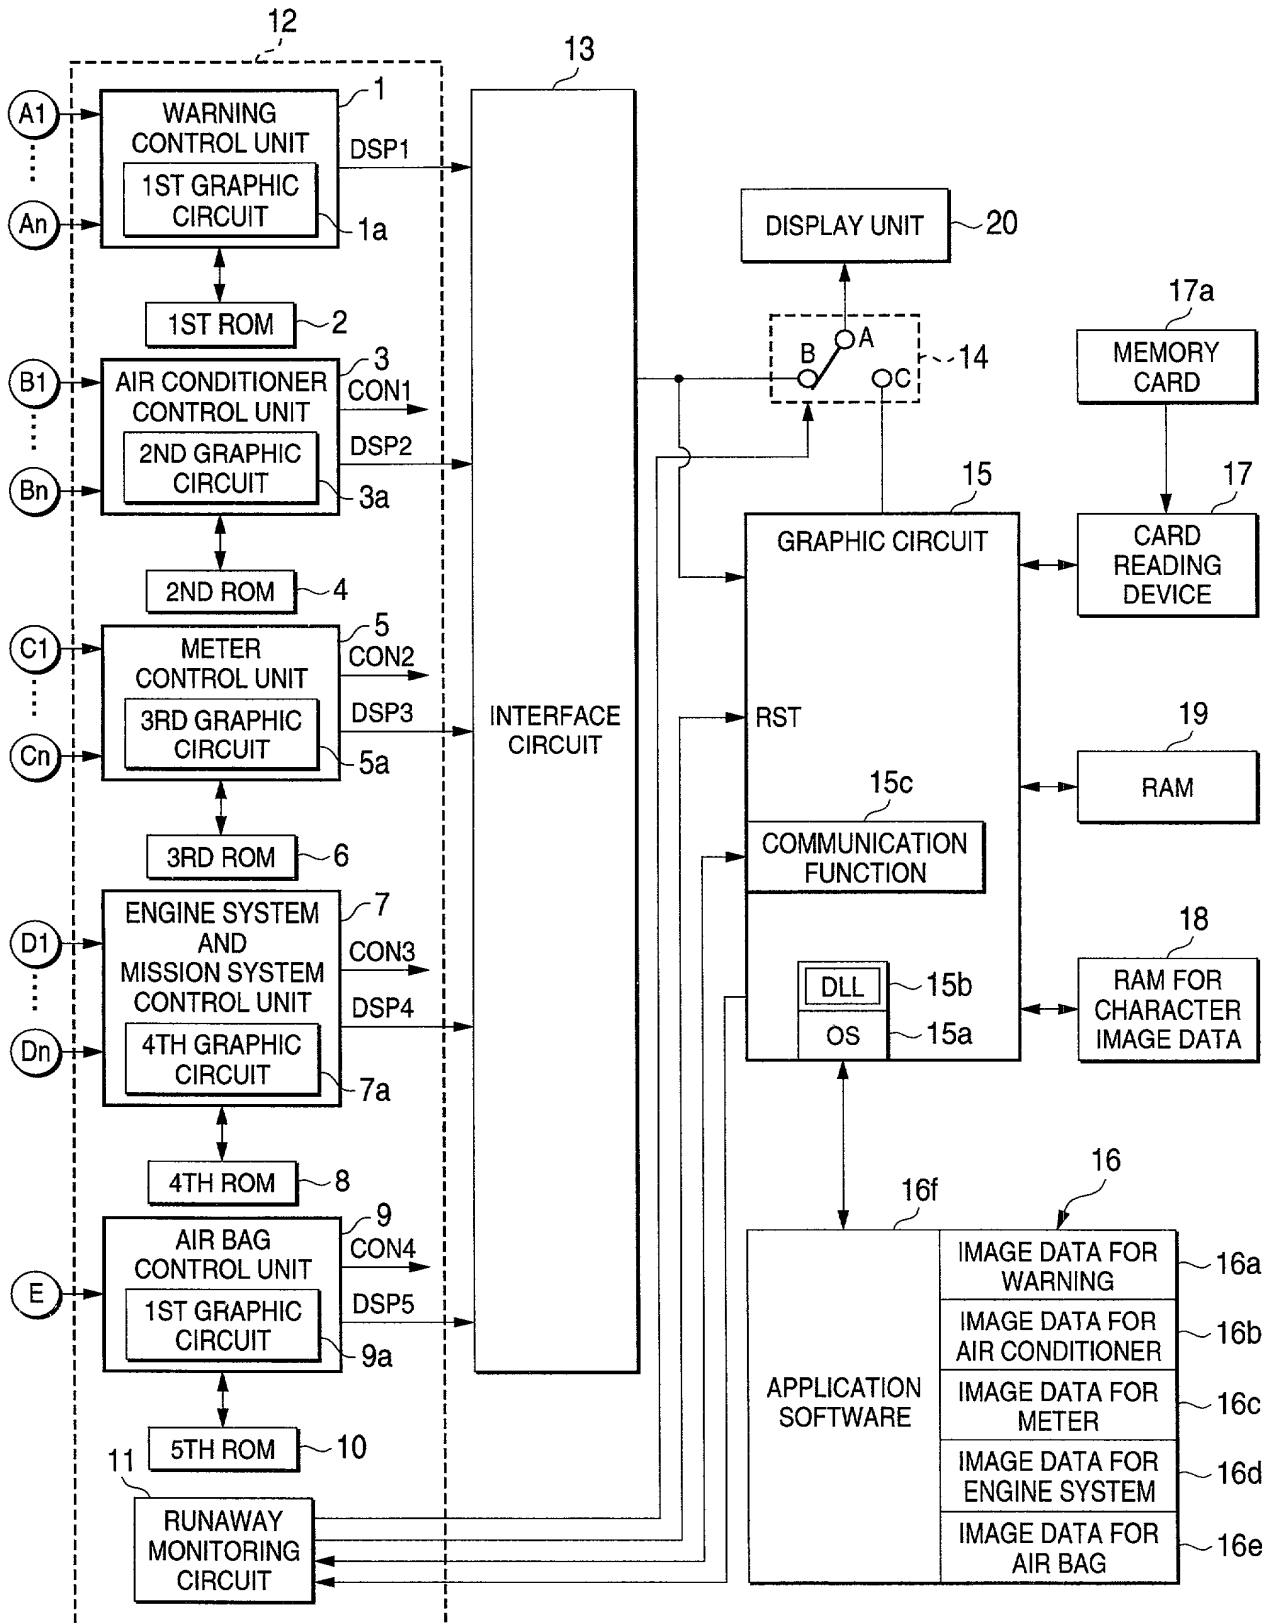 12
A1
An
1
WARNING
CONTROL UNIT
1ST GRAPHIC
CIRCUIT
1a
DSP1
1ST ROM
2
B1
Bn
3
AIR CONDITIONER
CONTROL UNIT
2ND GRAPHIC
CIRCUIT
3a
CON1
DSP2
2ND ROM
4
C1
Cn
5
METER
CONTROL UNIT
3RD GRAPHIC
CIRCUIT
5a
CON2
DSP3
3RD ROM
6
D1
Dn
7
ENGINE SYSTEM
AND
MISSION SYSTEM
CONTROL UNIT
4TH GRAPHIC
CIRCUIT
7a
CON3
DSP4
4TH ROM
8
E
9
AIR BAG
CONTROL UNIT
1ST GRAPHIC
CIRCUIT
9a
CON4
DSP5
5TH ROM
10
11
RUNAWAY
MONITORING
CIRCUIT
13
INTERFACE
CIRCUIT
DISPLAY UNIT
20
A
B
C
14
17a
MEMORY
CARD
15
GRAPHIC CIRCUIT
17
CARD
READING
DEVICE
RST
19
RAM
15c
COMMUNICATION
FUNCTION
18
RAM FOR
CHARACTER
IMAGE DATA
DLL
15b
OS
15a
16f
16
APPLICATION
SOFTWARE
IMAGE DATA FOR
WARNING
16a
IMAGE DATA FOR
AIR CONDITIONER
16b
IMAGE DATA FOR
METER
16c
IMAGE DATA FOR
ENGINE SYSTEM
16d
IMAGE DATA FOR
AIR BAG
16e